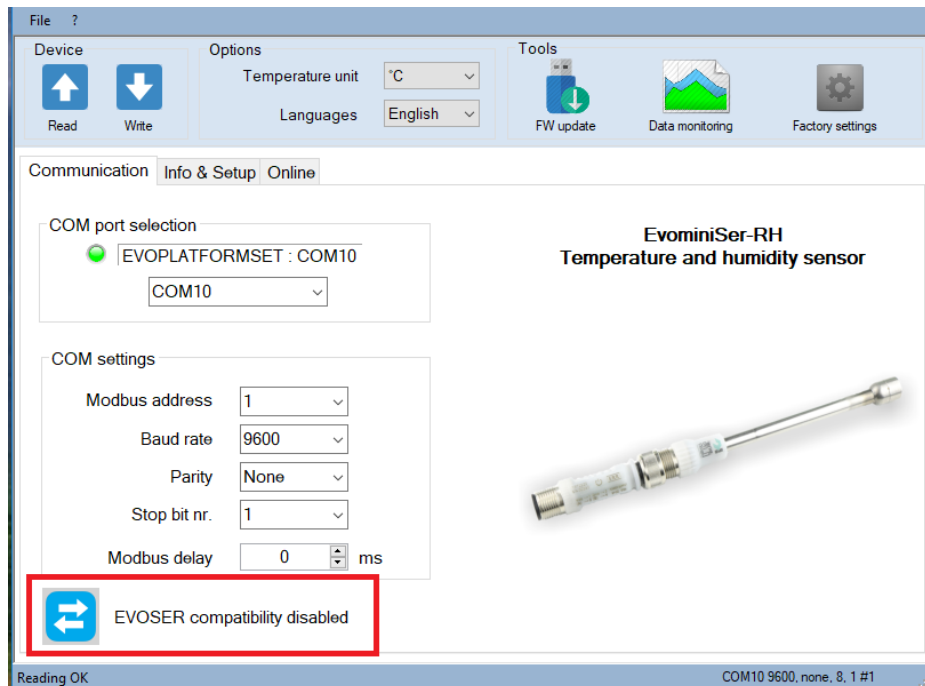 File ?
Device
Options
Tools
Temperature unit
°C
Languages
English
Read
Write
FW update
Data monitoring
Factory settings
Communication
Info & Setup
Online
COM port selection
EVOPLATFORMSET : COM10
COM10
EvominiSer-RH
Temperature and humidity sensor
COM settings
Modbus address
1
Baud rate
9600
Parity
None
Stop bit nr.
1
Modbus delay
0
ms
EVOSER compatibility disabled
Reading OK
COM10 9600, none, 8, 1 #1